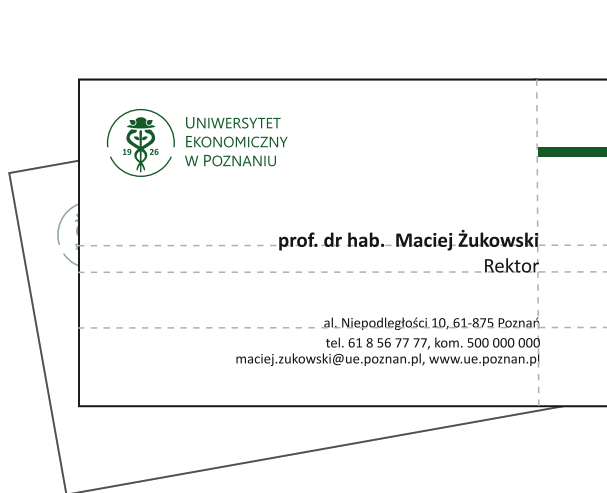 UNIWERSYTET
EKONOMICZNY
W POZNANIU
19 26
prof. dr hab. Maciej Żukowski
Rektor
al. Niepodległości 10, 61-875 Poznań
tel. 61 8 56 77 77, kom. 500 000 000
maciej.zukowski@ue.poznan.pl, www.ue.poznan.pl